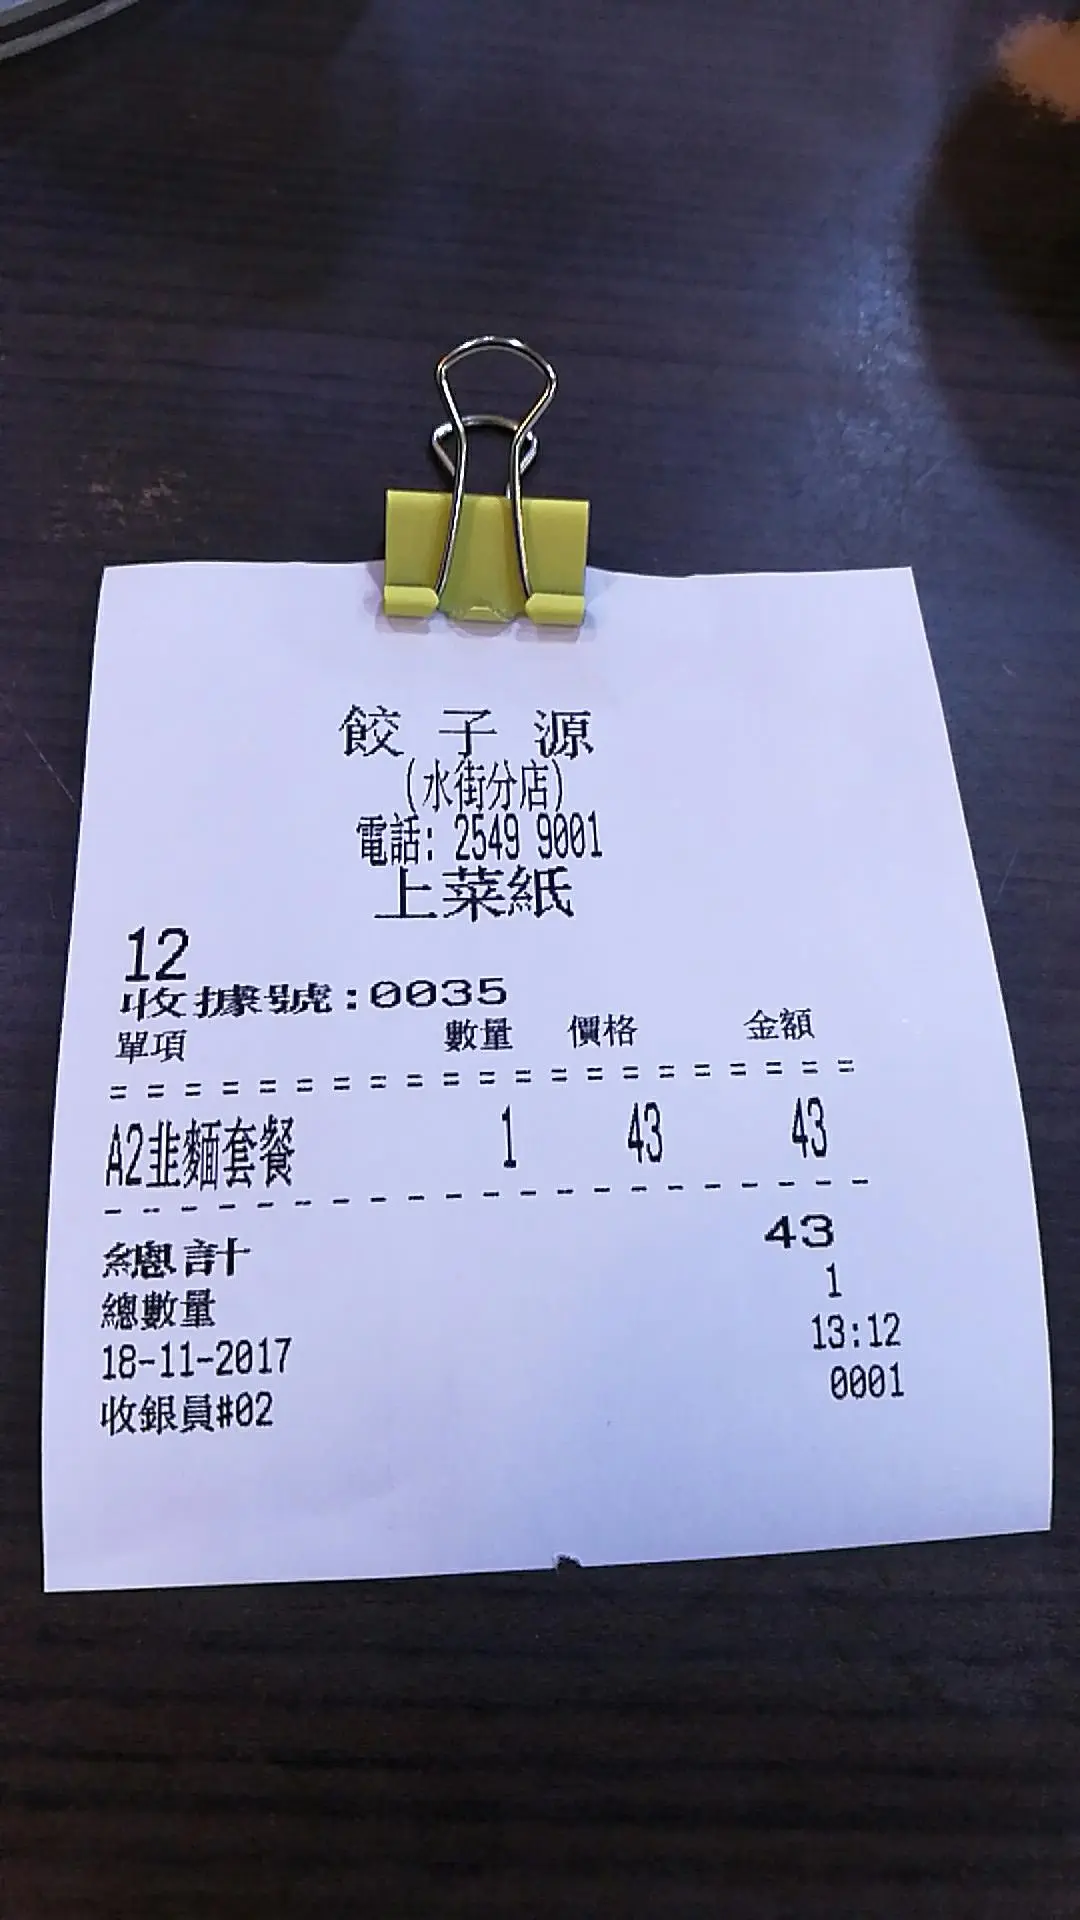 餃子源
(水街分店)
電話: 2549 9001
上菜紙
12
收據號:0035
單項 數量 價格 金額
= = = = = = = = = = = = = = = = = = = = =
A2韭麵套餐 1 43 43
- - - - - - - - - - - - - - - - - - - - -
總計 43
總數量 1
18-11-2017 13:12
收銀員#02 0001